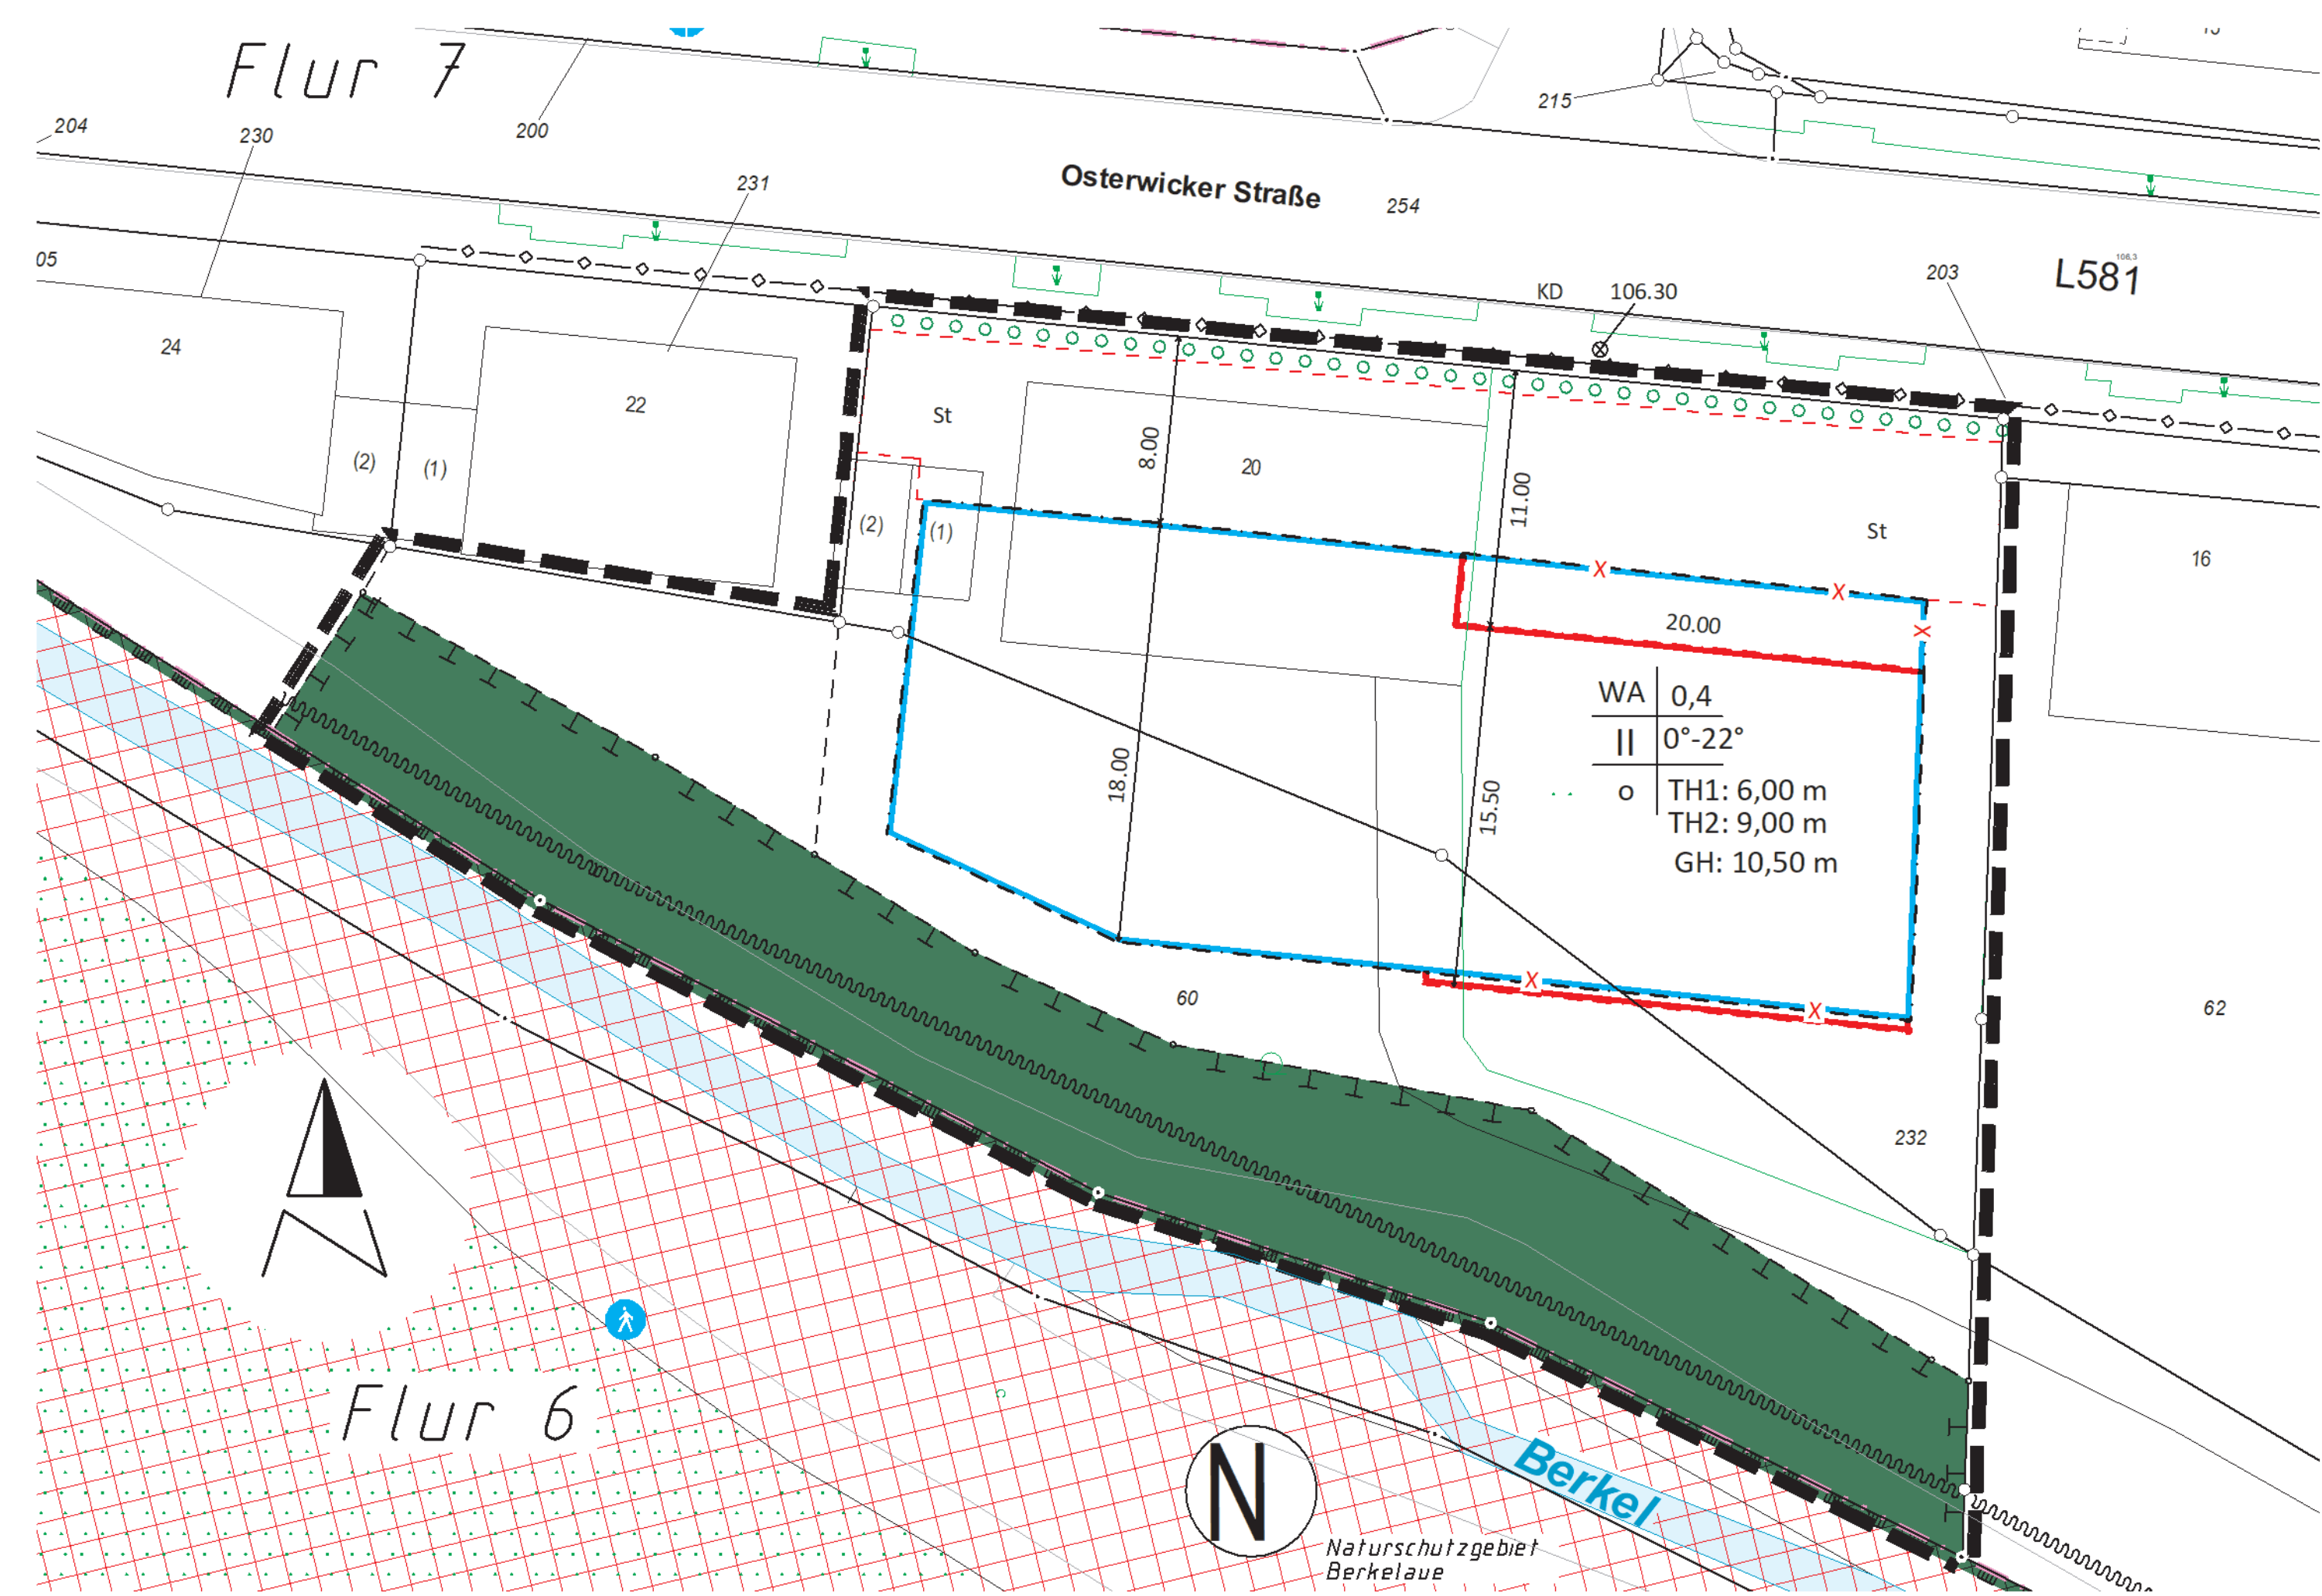 Flur 7
204
230
200
231
Osterwicker Straße
254
215
203
L581
106,3
05
KD
106.30
24
22
St
20
(2)
(1)
(2)
(1)
8.00
11.00
St
16
20.00
18.00
15.50
WA
0,4
II
0°-22°
o
TH1: 6,00 m
TH2: 9,00 m
GH: 10,50 m
X
X
X
X
X
60
62
232
Flur 6
N
Naturschutzgebiet
Berkelaue
Berkel